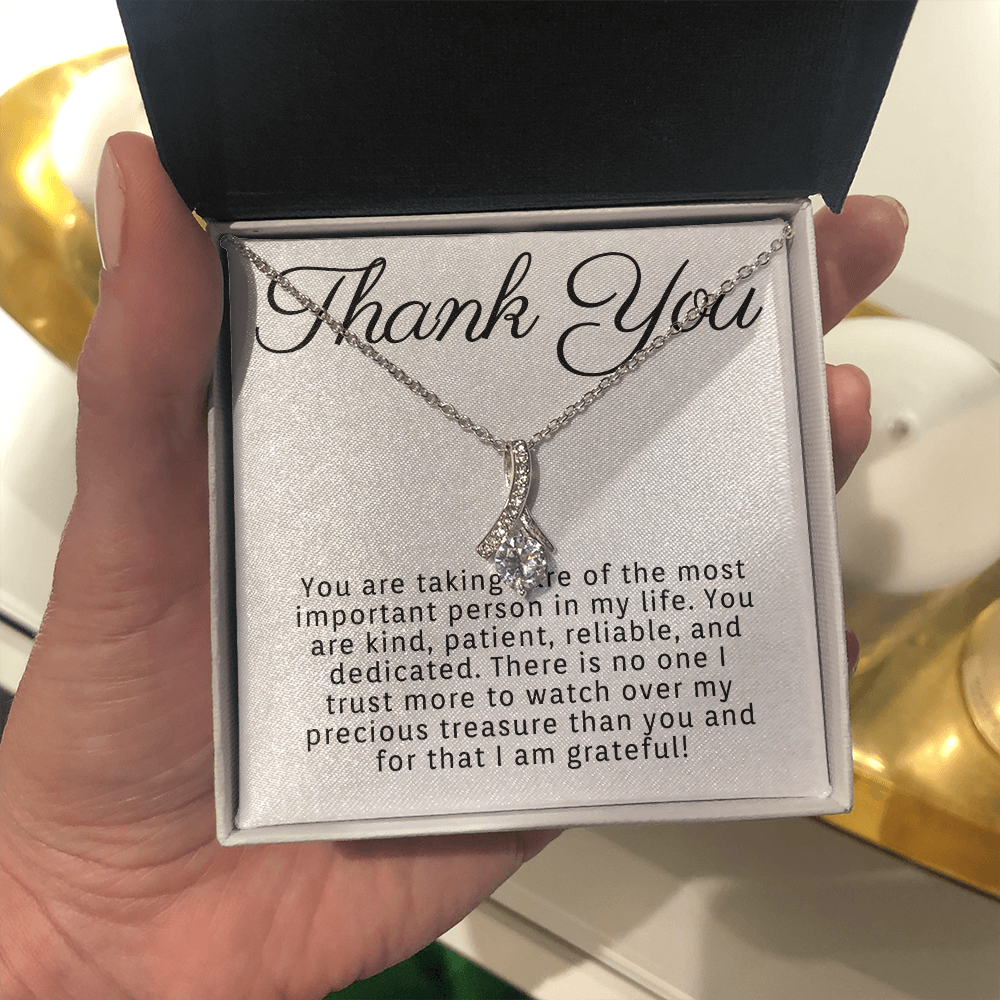 Thank You
You are taking care of the most
important person in my life. You
are kind, patient, reliable, and
dedicated. There is no one I
trust more to watch over my
precious treasure than you and
for that I am grateful!